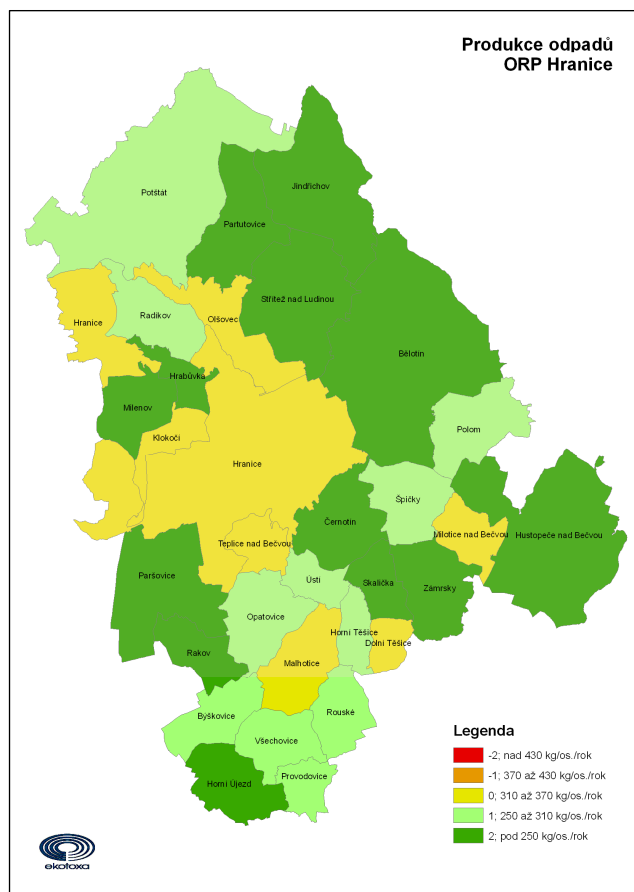 Produkce odpadů
ORP Hranice
Potštát
Jindřichov
Partutovice
Střítež nad Ludinou
Hranice
Radíkov
Olšovec
Bělotín
Hrabůvka
Milenov
Klokočí
Polom
Hranice
Špičky
Černotín
Milotice nad Bečvou
Hustopeče nad Bečvou
Teplice nad Bečvou
Paršovice
Ústí
Skalička
Zámrsky
Opatovice
Horní Těšice
Dolní Těšice
Rakov
Malhotice
Býškovice
Rouské
Všechovice
Provodovice
Horní Újezd
Legenda
-2; nad 430 kg/os./rok
-1; 370 až 430 kg/os./rok
0; 310 až 370 kg/os./rok
1; 250 až 310 kg/os./rok
2; pod 250 kg/os./rok
ekotoxa